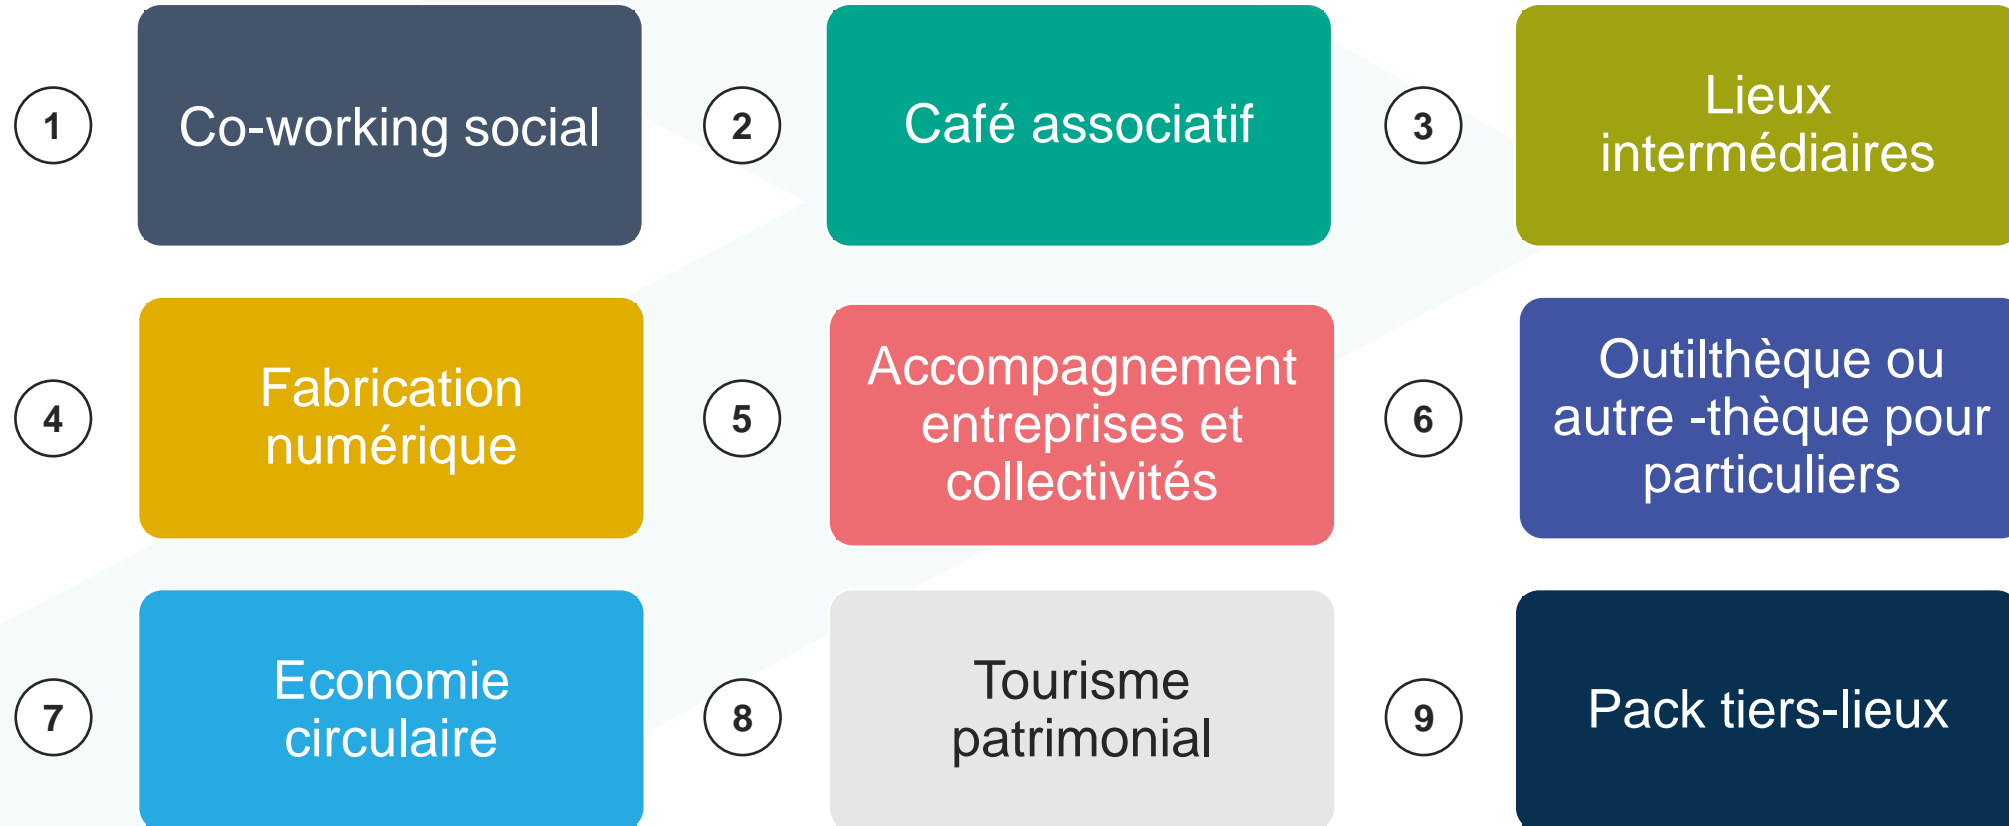 1
Co-working social
2
Café associatif
3
Lieux
intermédiaires
4
Fabrication
numérique
5
Accompagnement
entreprises et
collectivités
6
Outilthèque ou
autre -thèque pour
particuliers
7
Economie
circulaire
8
Tourisme
patrimonial
9
Pack tiers-lieux